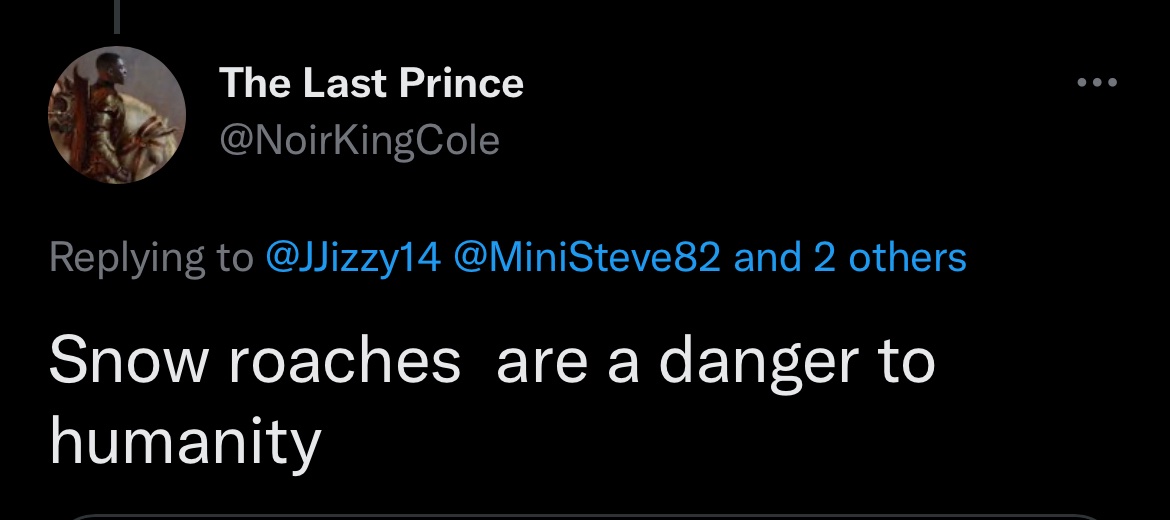 The Last Prince
@NoirKingCole
Replying to @JJizzy14 @MiniSteve82 and 2 others
Snow roaches  are a danger to
humanity